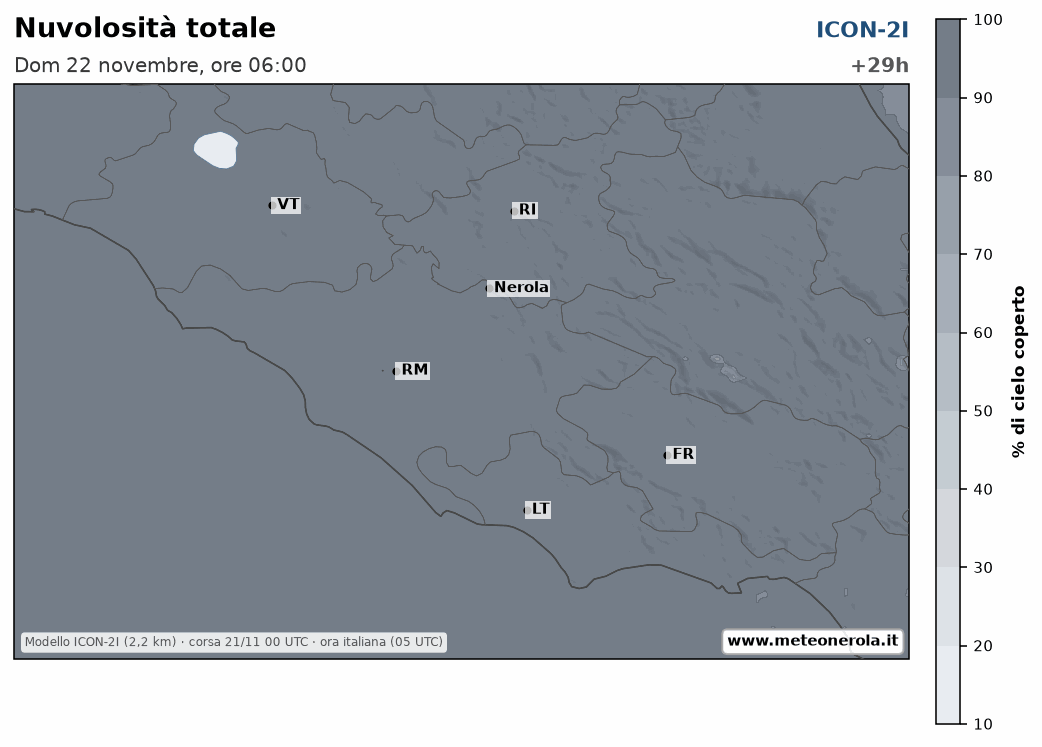 Nuvolosità totale
ICON-2I
Dom 22 novembre, ore 06:00
+29h
100
90
80
70
60
50
40
30
20
10
% di cielo coperto
VT
RI
Nerola
RM
FR
LT
Modello ICON-2I (2,2 km) · corsa 21/11 00 UTC · ora italiana (05 UTC)
www.meteonerola.it